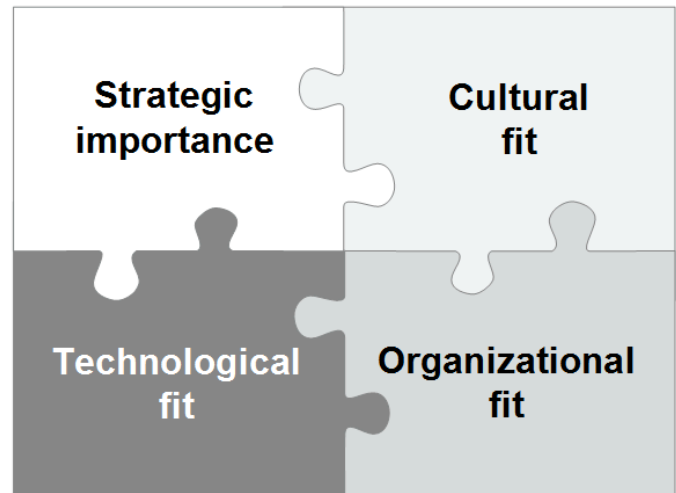 Strategic
importance
Cultural
fit
Technological
fit
Organizational
fit